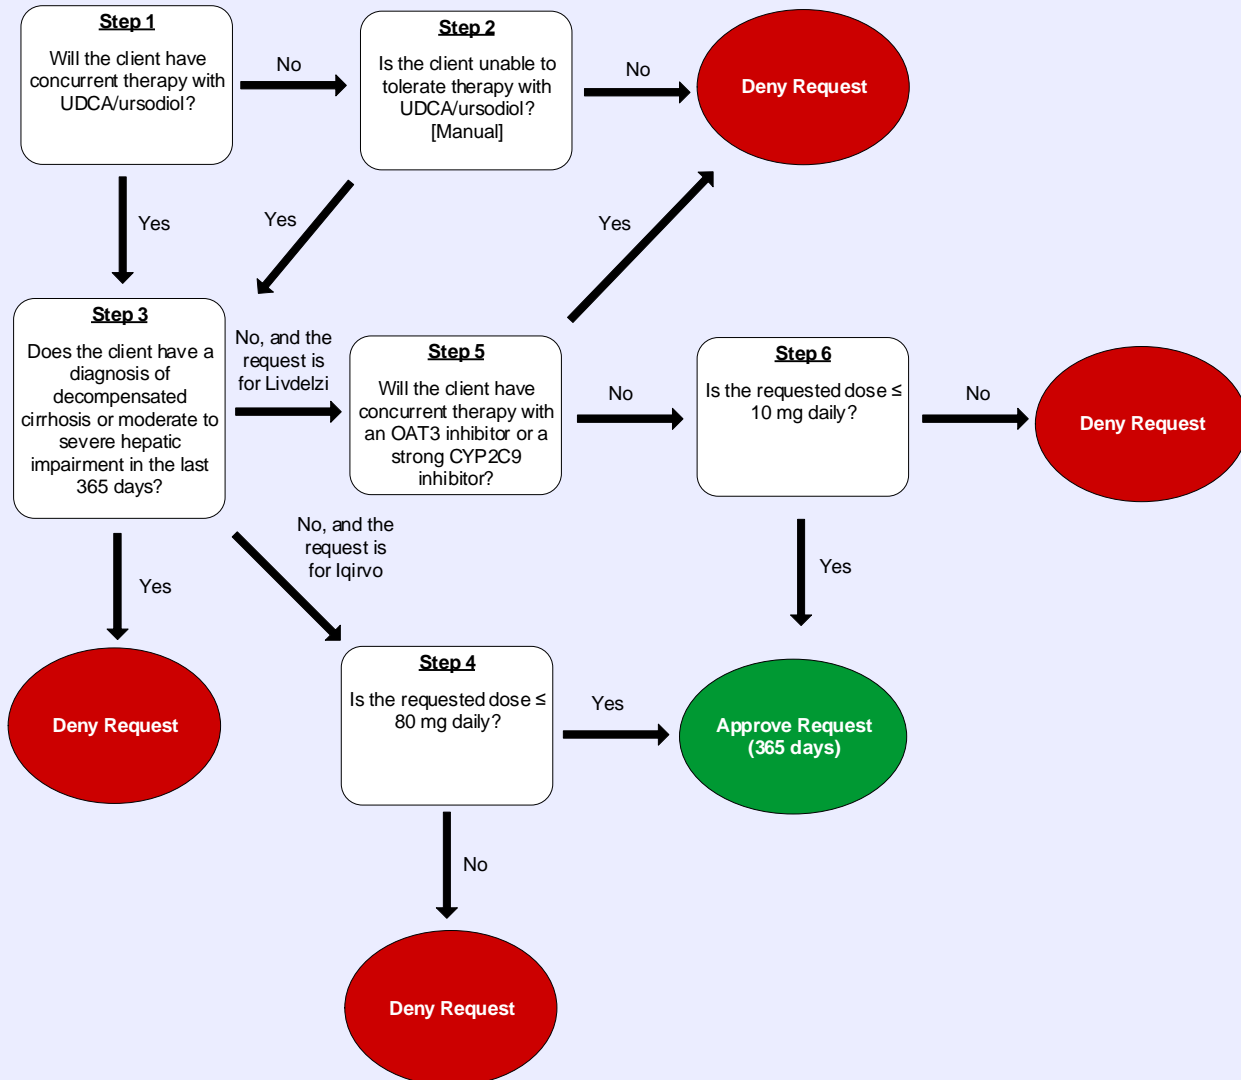 Step 1
Will the client have
concurrent therapy with
UDCA/ursodiol?
No
Step 2
Is the client unable to
tolerate therapy with
UDCA/ursodiol?
[Manual]
No
Deny Request
Yes
Yes
Yes
Step 3
Does the client have a
diagnosis of
decompensated
cirrhosis or moderate to
severe hepatic
impairment in the last
365 days?
No, and the
request is
for Livdelzi
Step 5
Will the client have
concurrent therapy with
an OAT3 inhibitor or a
strong CYP2C9
inhibitor?
No
Step 6
Is the requested dose ≤
10 mg daily?
No
Deny Request
No, and the
request is
for Iqirvo
Yes
Yes
Deny Request
Step 4
Is the requested dose ≤
80 mg daily?
Yes
Approve Request
(365 days)
No
Deny Request